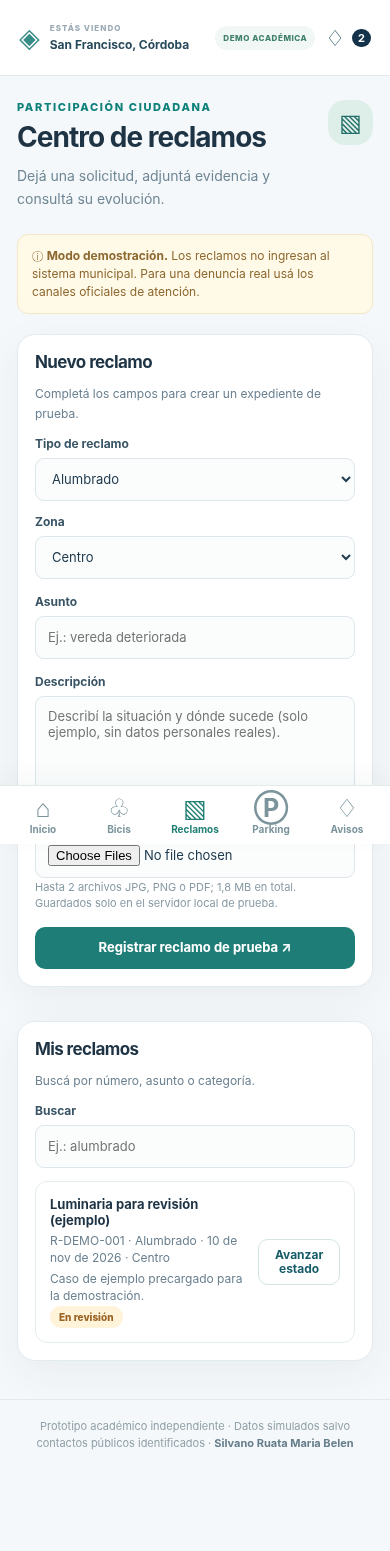 ESTÁS VIENDO
San Francisco, Córdoba
DEMO ACADÉMICA
2
PARTICIPACIÓN CIUDADANA
Centro de reclamos
Dejá una solicitud, adjuntá evidencia y
consultá su evolución.
ⓘ Modo demostración. Los reclamos no ingresan al
sistema municipal. Para una denuncia real usá los
canales oficiales de atención.
Nuevo reclamo
Completá los campos para crear un expediente de
prueba.
Tipo de reclamo
Alumbrado
Zona
Centro
Asunto
Ej.: vereda deteriorada
Descripción
Describí la situación y dónde sucede (solo
ejemplo, sin datos personales reales).
Inicio
Bicis
Reclamos
Ⓟ
Parking
Avisos
Choose Files No file chosen
Hasta 2 archivos JPG, PNG o PDF; 1,8 MB en total.
Guardados solo en el servidor local de prueba.
Registrar reclamo de prueba ↗
Mis reclamos
Buscá por número, asunto o categoría.
Buscar
Ej.: alumbrado
Luminaria para revisión
(ejemplo)
R-DEMO-001 · Alumbrado · 10 de
nov de 2026 · Centro
Caso de ejemplo precargado para
la demostración.
En revisión
Avanzar
estado
Prototipo académico independiente · Datos simulados salvo
contactos públicos identificados · Silvano Ruata Maria Belen